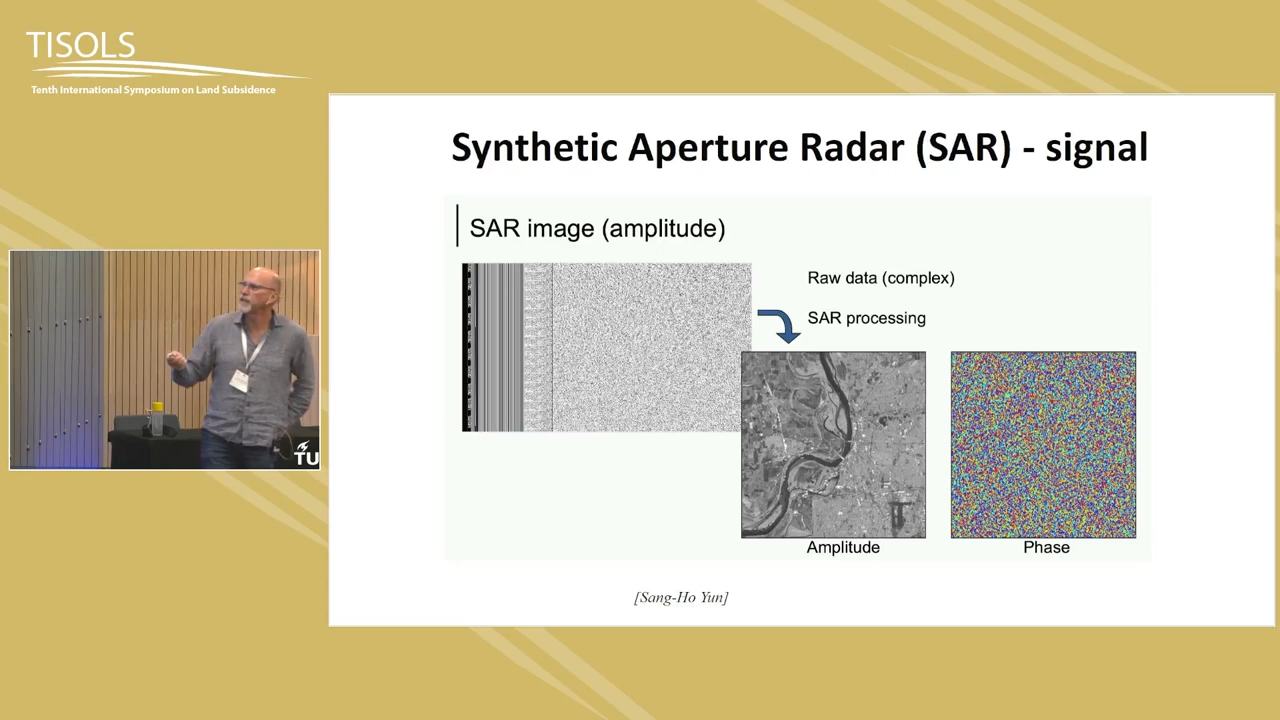 TISOLS
Tenth International Symposium on Land Subsidence
Synthetic Aperture Radar (SAR) - signal
SAR image (amplitude)
Raw data (complex)
SAR processing
Amplitude
Phase
[Sang-Ho Yun]
TU